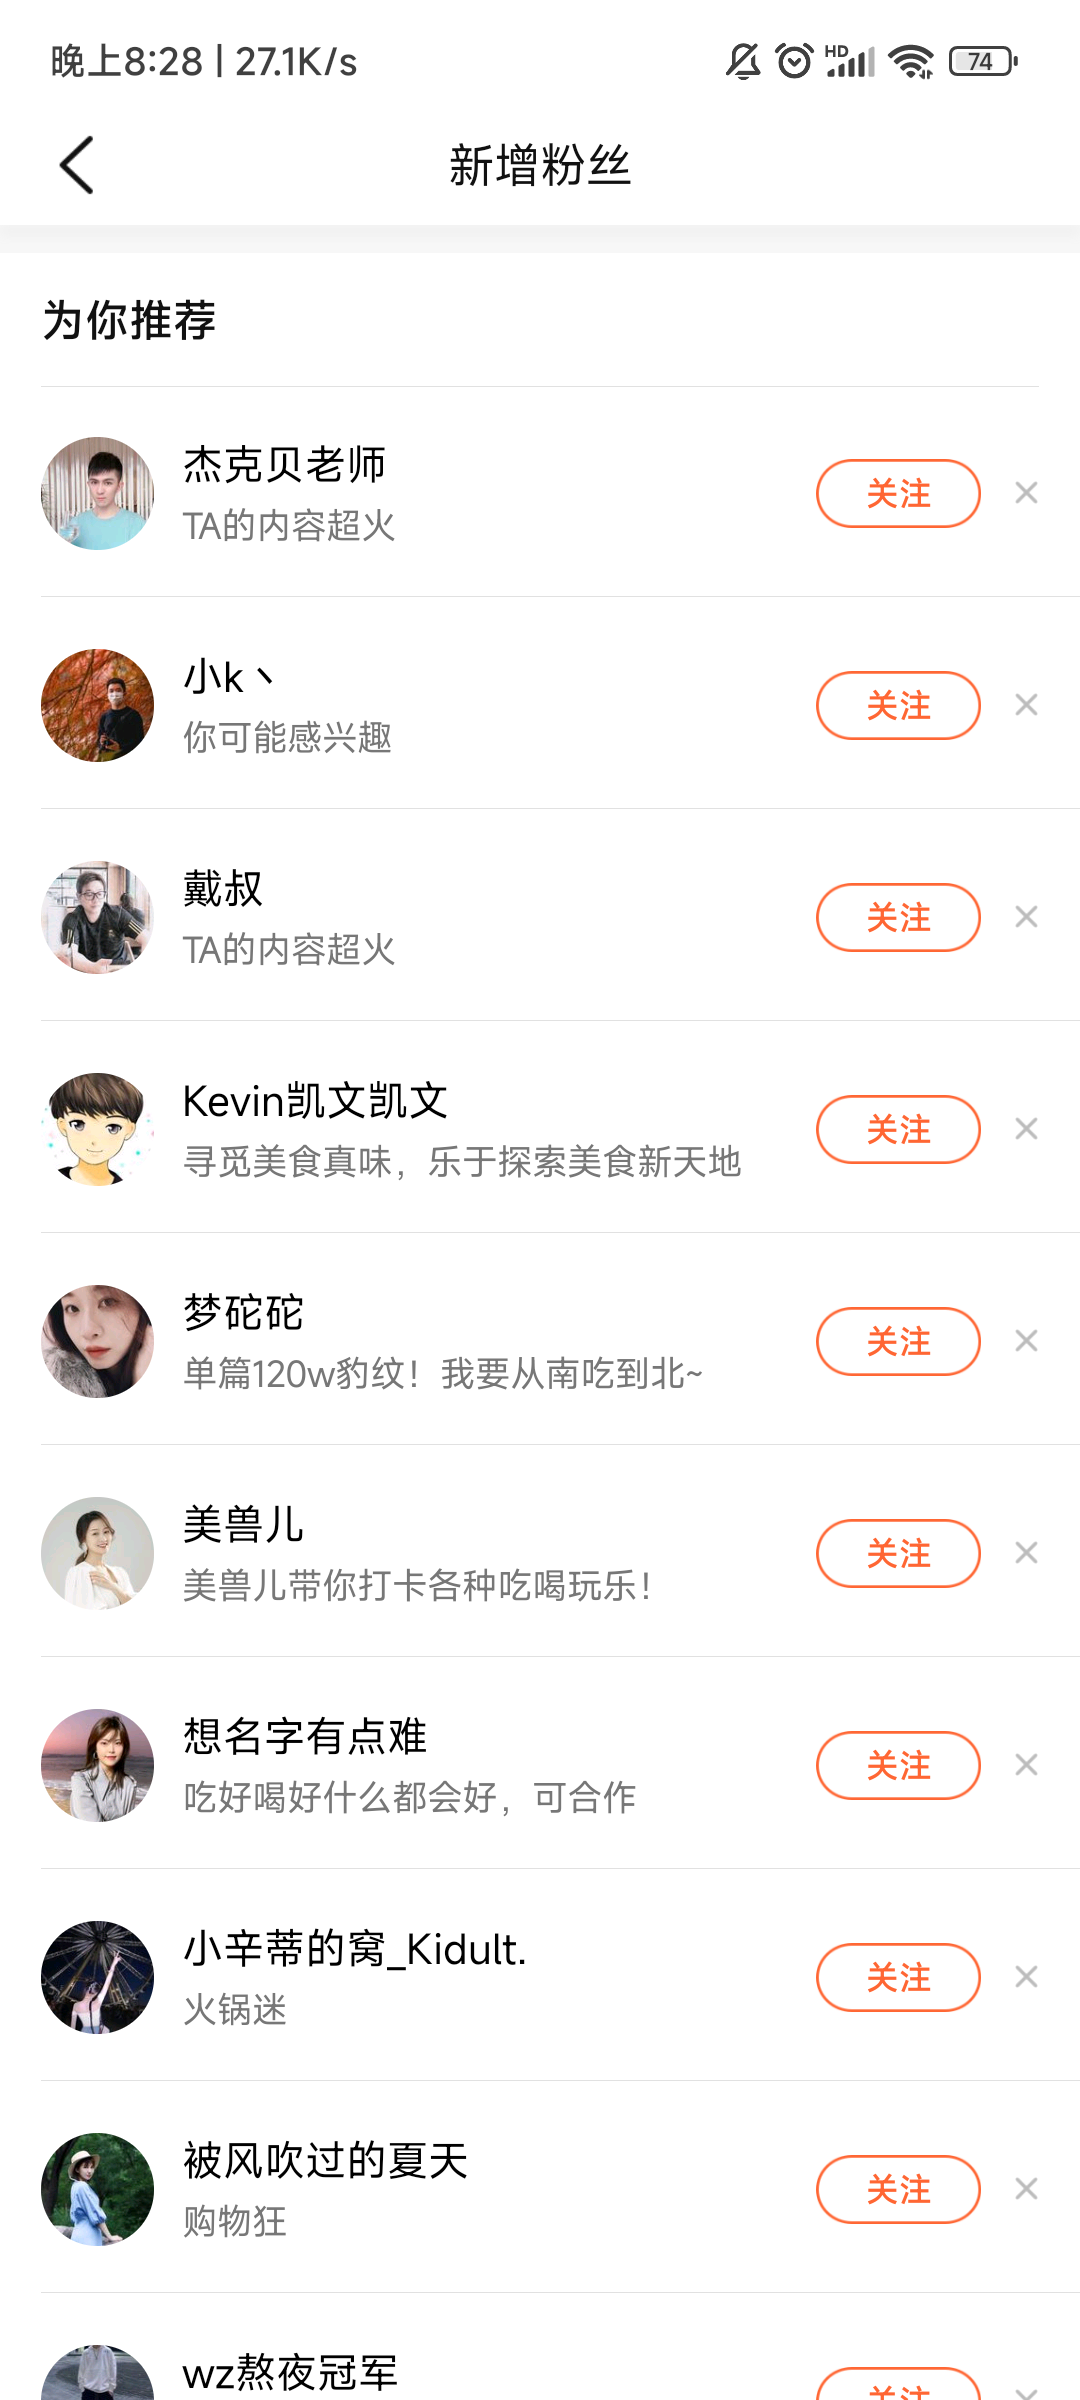 晚上8:28 | 27.1K/s
HD
74
新增粉丝
为你推荐
杰克贝老师
TA的内容超火
关注
小k丶
你可能感兴趣
关注
戴叔
TA的内容超火
关注
Kevin凯文凯文
寻觅美食真味，乐于探索美食新天地
关注
梦砣砣
单篇120w豹纹！我要从南吃到北~
关注
美兽儿
美兽儿带你打卡各种吃喝玩乐！
关注
想名字有点难
吃好喝好什么都会好，可合作
关注
小辛蒂的窝_Kidult.
火锅迷
关注
被风吹过的夏天
购物狂
关注
wz熬夜冠军
关注